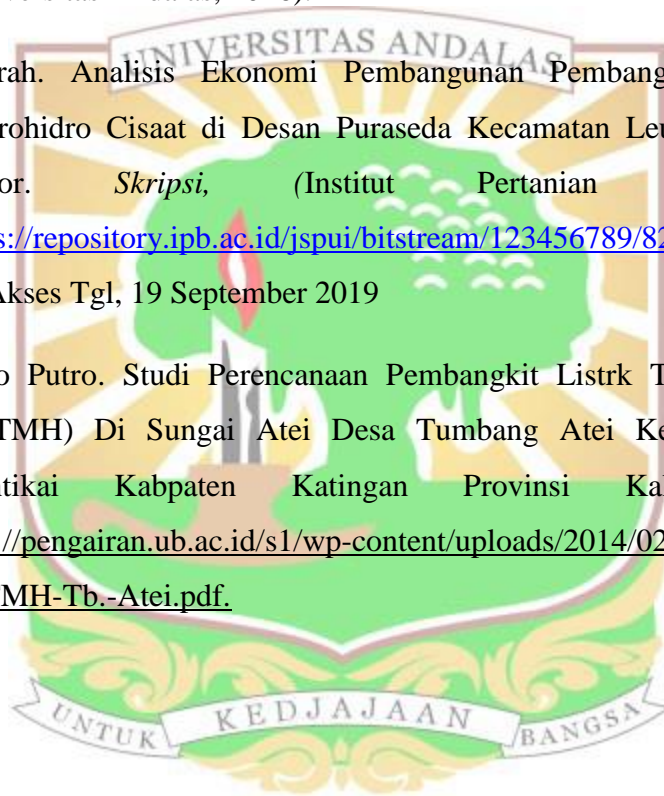 UNIVERSITAS ANDALAS
rah. Analisis Ekonomi Pembangunan Pembang
rohidro Cisaat di Desan Puraseda Kecamatan Leu
or. Skripsi, (Institut Pertanian
s://repository.ipb.ac.id/jspui/bitstream/123456789/82
Akses Tgl, 19 September 2019
o Putro. Studi Perencanaan Pembangkit Listrk T
TMH) Di Sungai Atei Desa Tumbang Atei Ke
ntikai Kabpaten Katingan Provinsi Kal
://pengairan.ub.ac.id/s1/wp-content/uploads/2014/02
MH-Tb.-Atei.pdf.
UNTUK KEDJAJAAN BANGSA